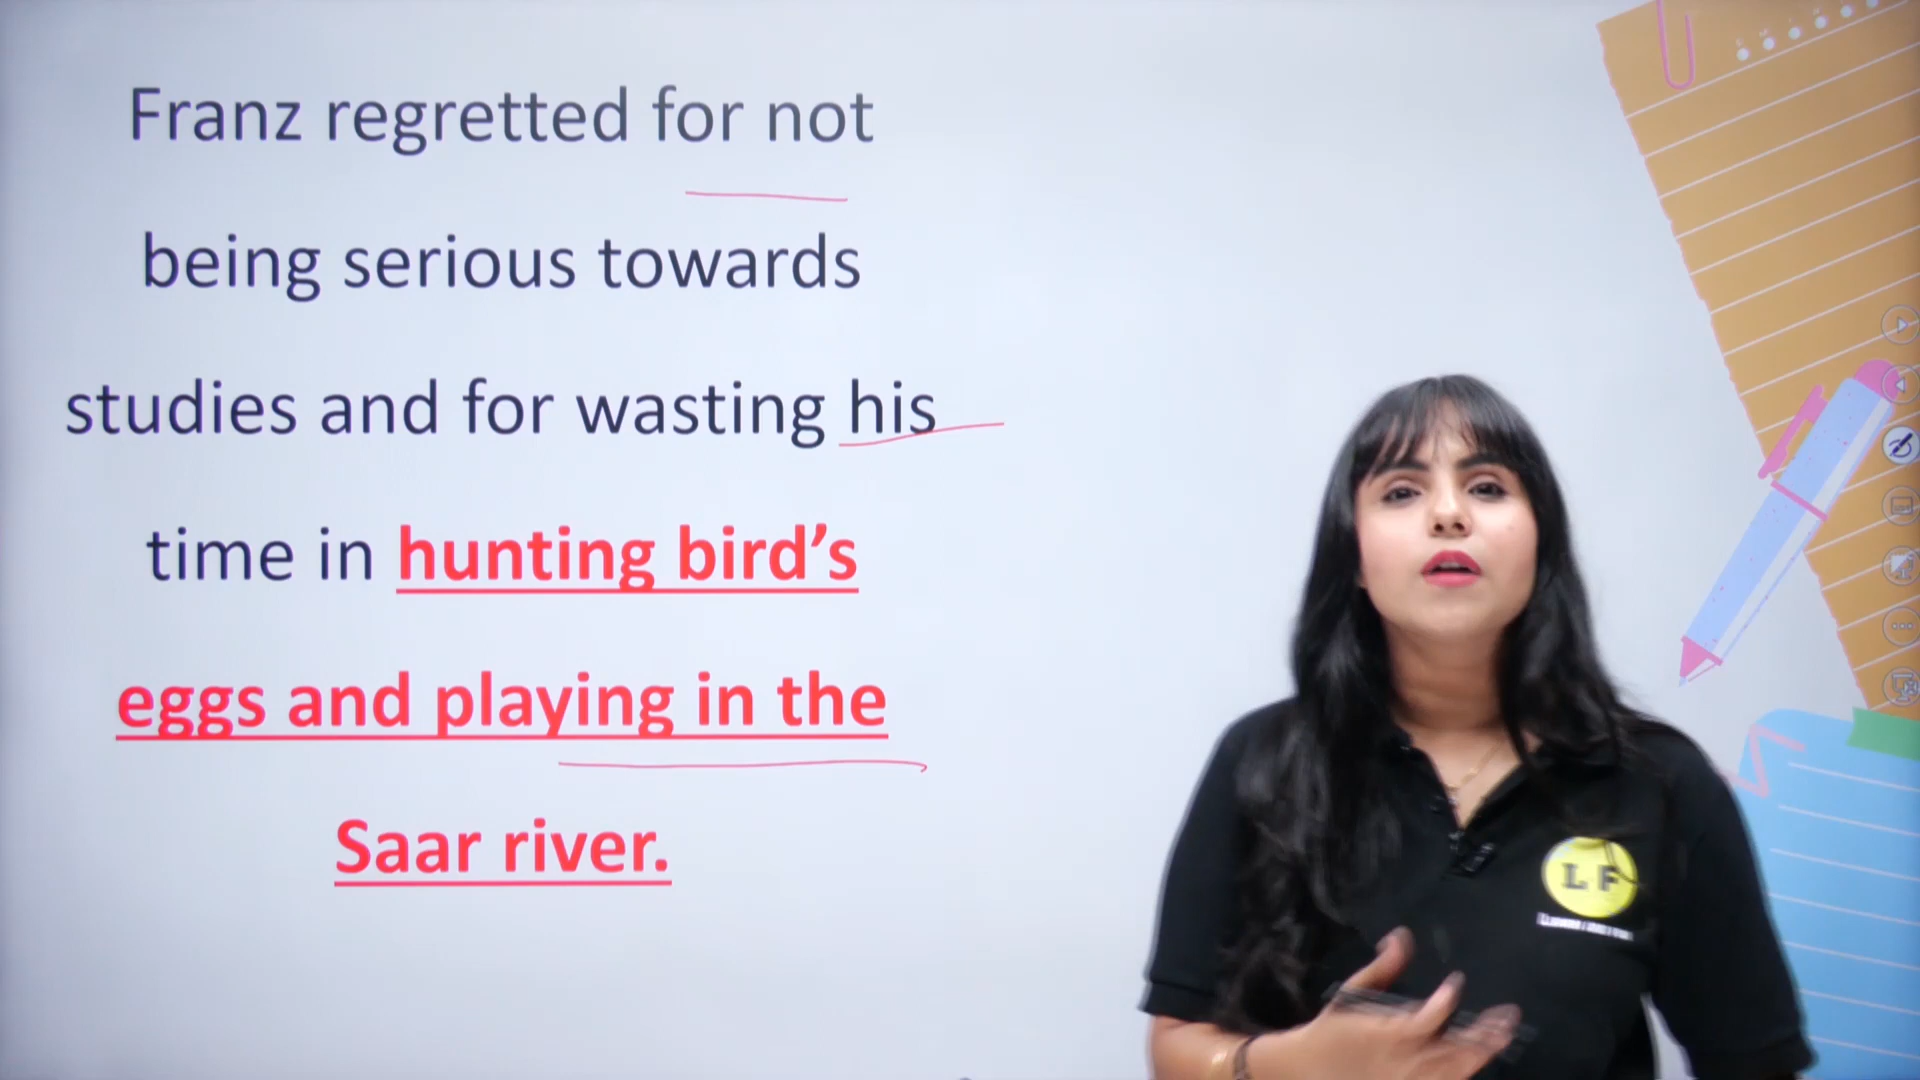 Franz regretted for not
being serious towards
studies and for wasting his
time in hunting bird’s
eggs and playing in the
Saar river.
L F